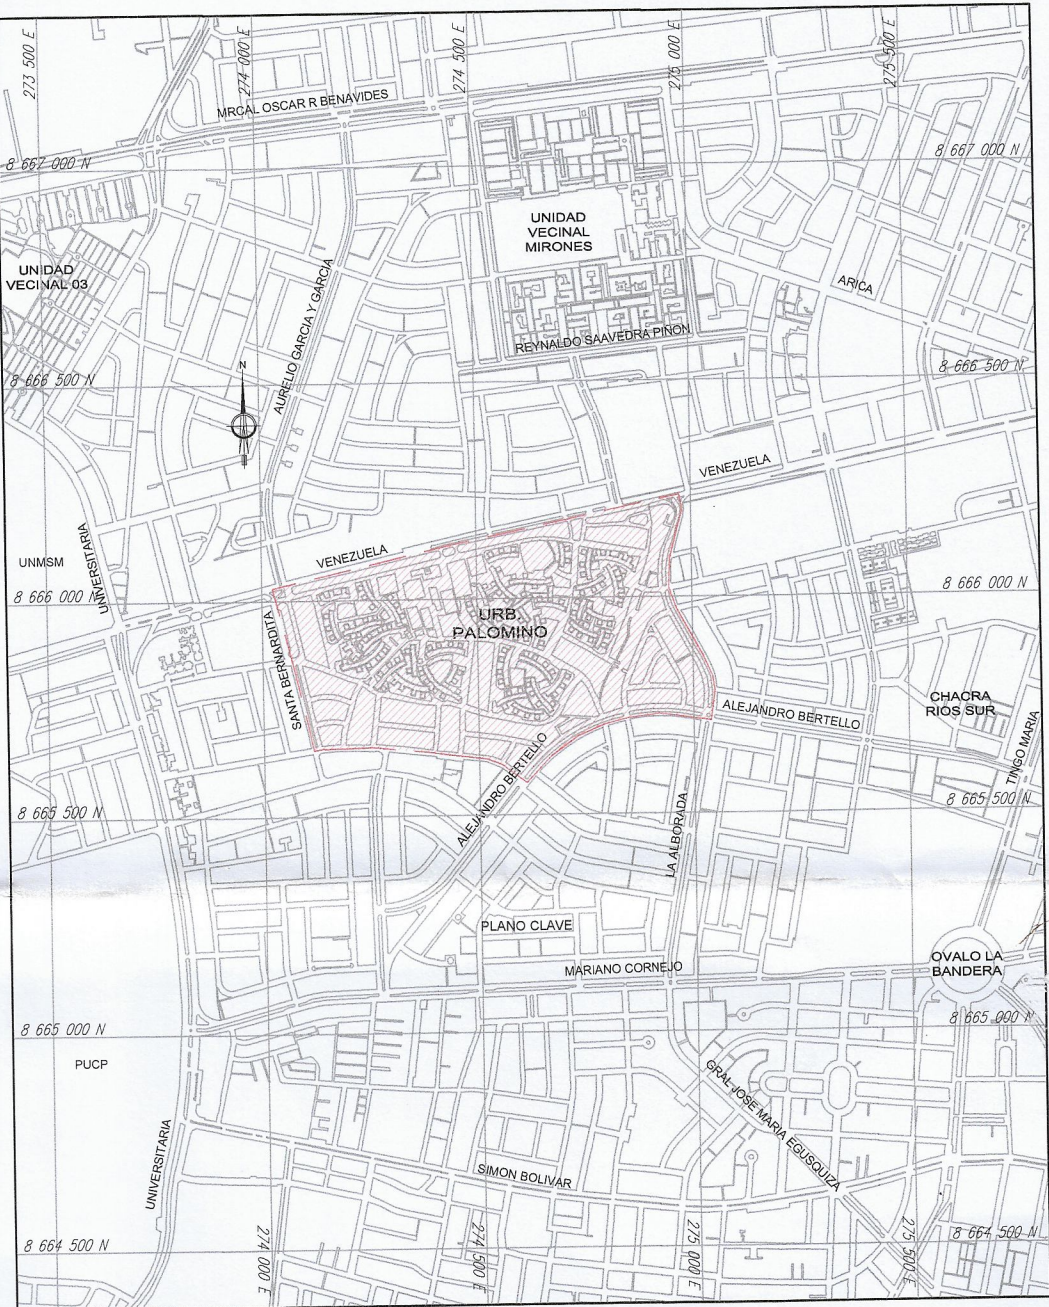 273 500 E
274 000 E
274 500 E
275 000 E
275 500 E
MRCAL OSCAR R BENAVIDES
8 667 000 N
8 667 000 N
UNIDAD
VECINAL
MIRONES
UNIDAD
VECINAL 03
ARICA
AURELIO GARCIA Y GARCIA
REYNALDO SAAVEDRA PIÑON
8 666 500 N
8 666 500 N
N
VENEZUELA
UNIVERSITARIA
VENEZUELA
UNMSM
8 666 000 N
8 666 000 N
URB.
PALOMINO
SANTA BERNARDITA
CHACRA
RIOS SUR
ALEJANDRO BERTELLO
TINGO MARIA
ALEJANDRO BERTELLO
8 665 500 N
8 665 500 N
LA ALBORADA
PLANO CLAVE
MARIANO CORNEJO
OVALO LA
BANDERA
8 665 000 N
8 665 000 N
PUCP
GRAL JOSE MARIA EGUSQUIZA
UNIVERSITARIA
SIMON BOLIVAR
8 664 500 N
8 664 500 N
274 000 E
274 500 E
275 000 E
275 500 E